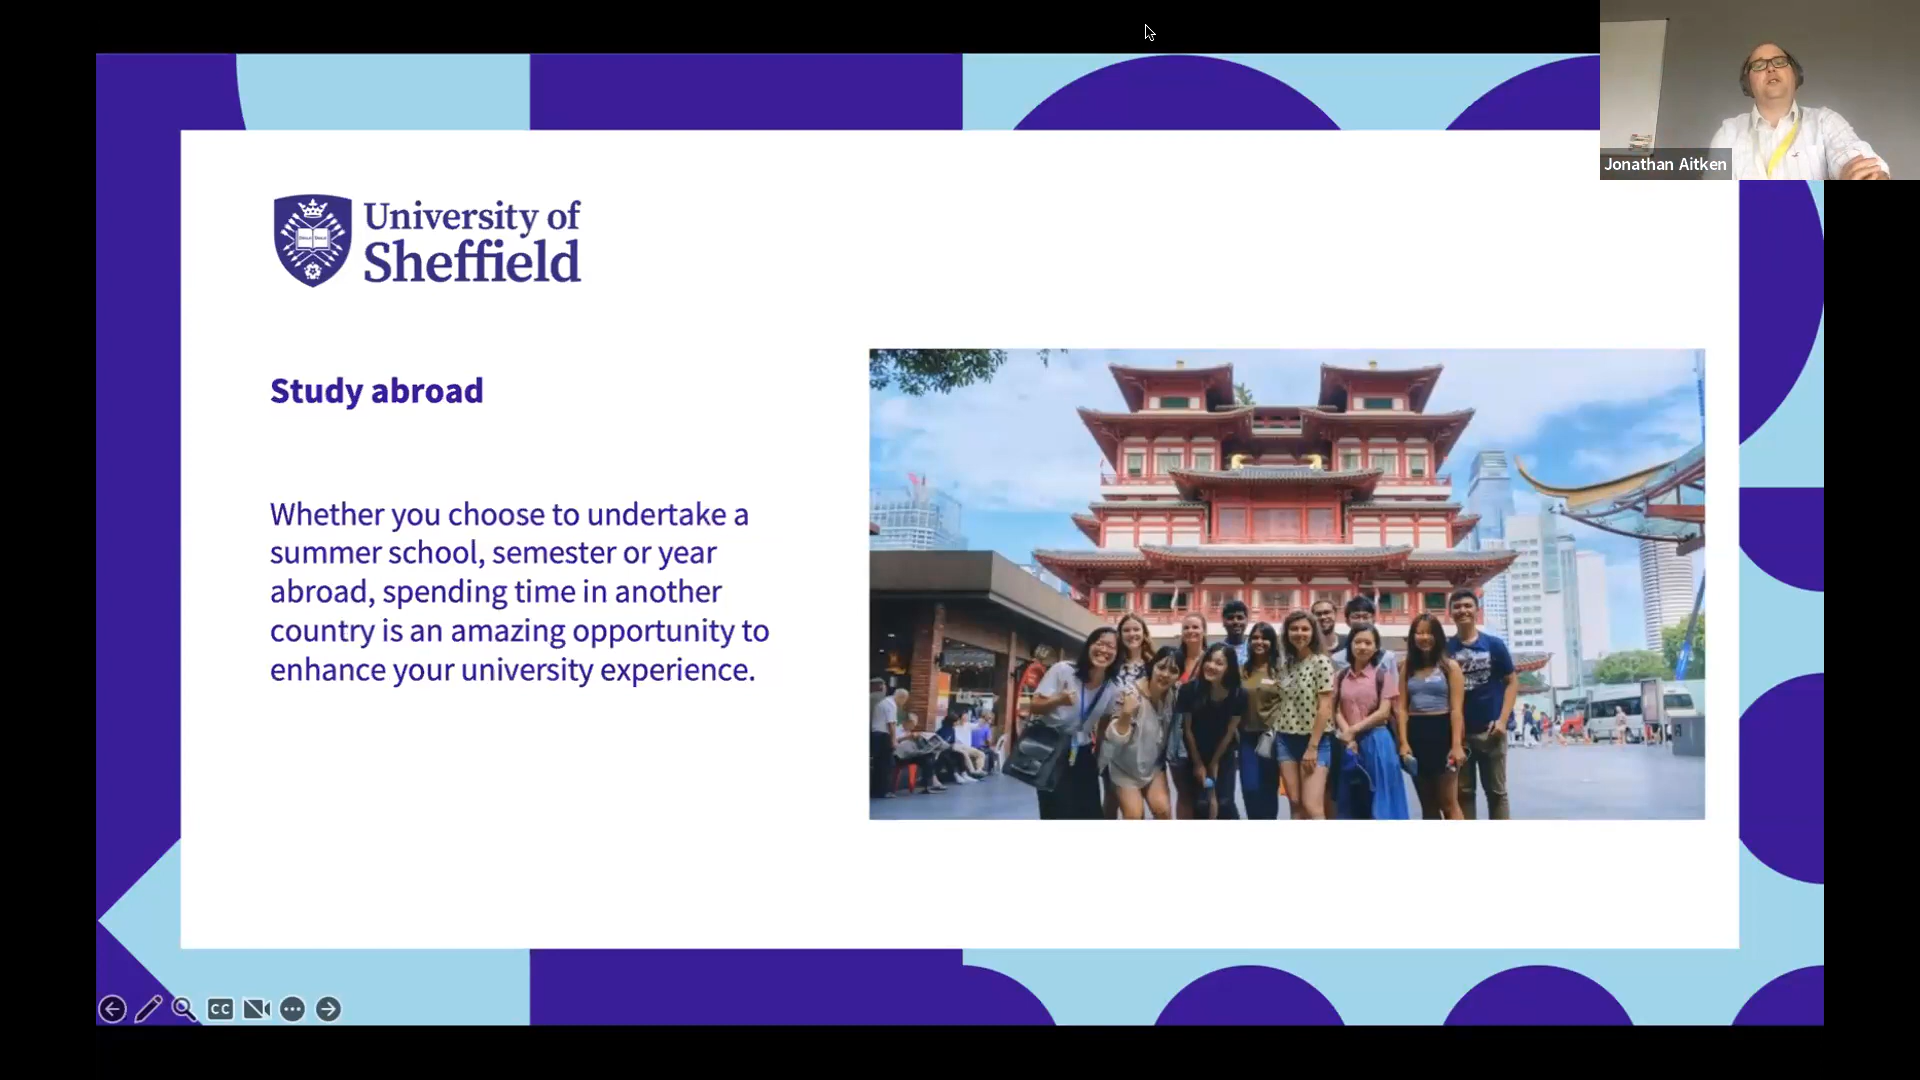 Jonathan Aitken
University of
Sheffield
Study abroad
Whether you choose to undertake a
summer school, semester or year
abroad, spending time in another
country is an amazing opportunity to
enhance your university experience.
CC